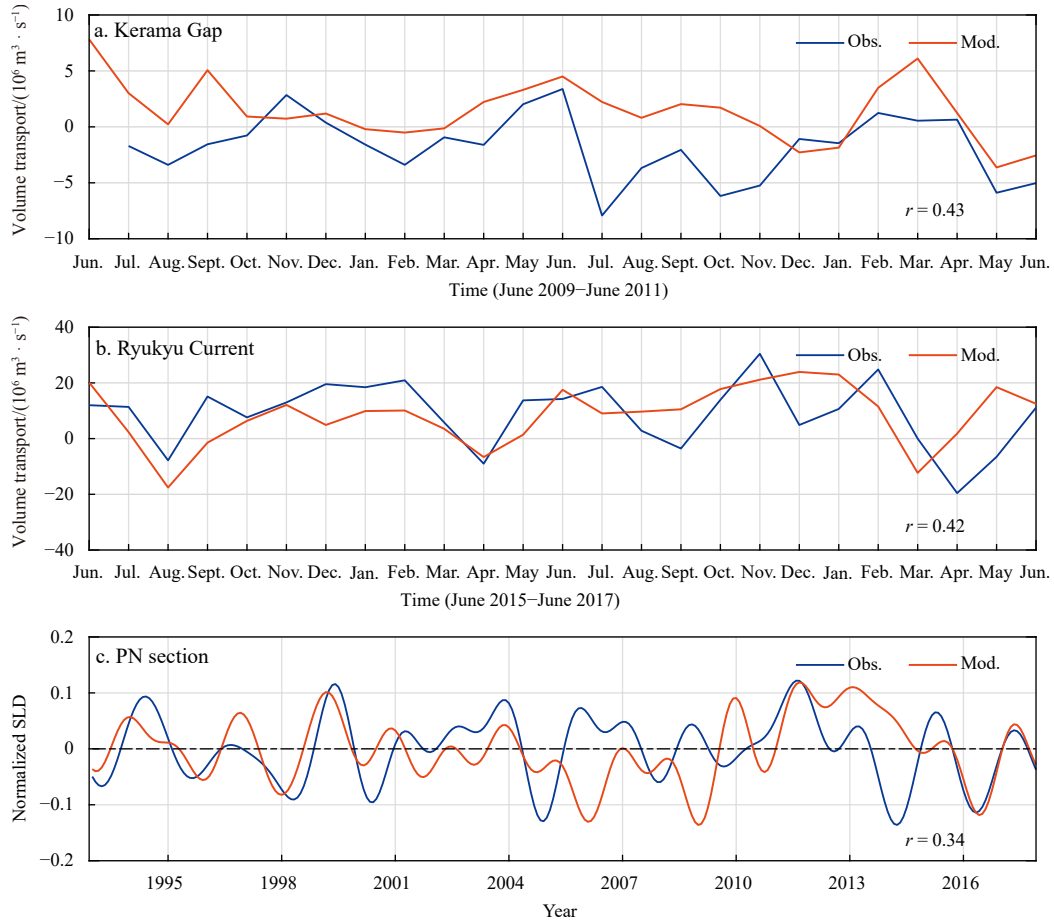 a. Kerama Gap
Obs.
Mod.
Volume transport/(10⁶ m³ · s⁻¹)
10
5
0
−5
−10
r = 0.43
Jun. Jul. Aug. Sept. Oct. Nov. Dec. Jan. Feb. Mar. Apr. May Jun. Jul. Aug. Sept. Oct. Nov. Dec. Jan. Feb. Mar. Apr. May Jun.
Time (June 2009−June 2011)
b. Ryukyu Current
Obs.
Mod.
Volume transport/(10⁶ m³ · s⁻¹)
40
20
0
−20
−40
r = 0.42
Jun. Jul. Aug. Sept. Oct. Nov. Dec. Jan. Feb. Mar. Apr. May Jun. Jul. Aug. Sept. Oct. Nov. Dec. Jan. Feb. Mar. Apr. May Jun.
Time (June 2015−June 2017)
c. PN section
Obs.
Mod.
Normalized SLD
0.2
0.1
0
−0.1
−0.2
r = 0.34
1995 1998 2001 2004 2007 2010 2013 2016
Year